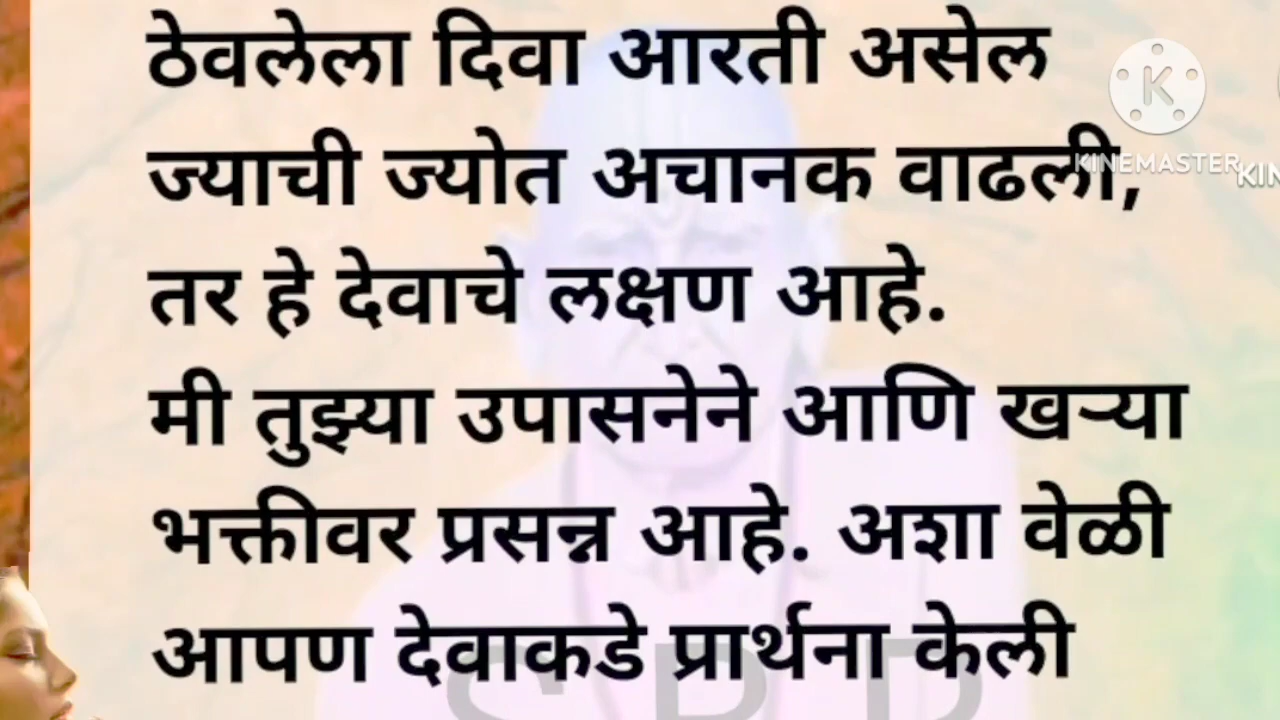 ठेवलेला दिवा आरती असेल
ज्याची ज्योत अचानक वाढली,
तर हे देवाचे लक्षण आहे.
मी तुझ्या उपासनेने आणि खऱ्या
भक्तीवर प्रसन्न आहे. अशा वेळी
आपण देवाकडे प्रार्थना केली
K
KINEMASTER
KIN